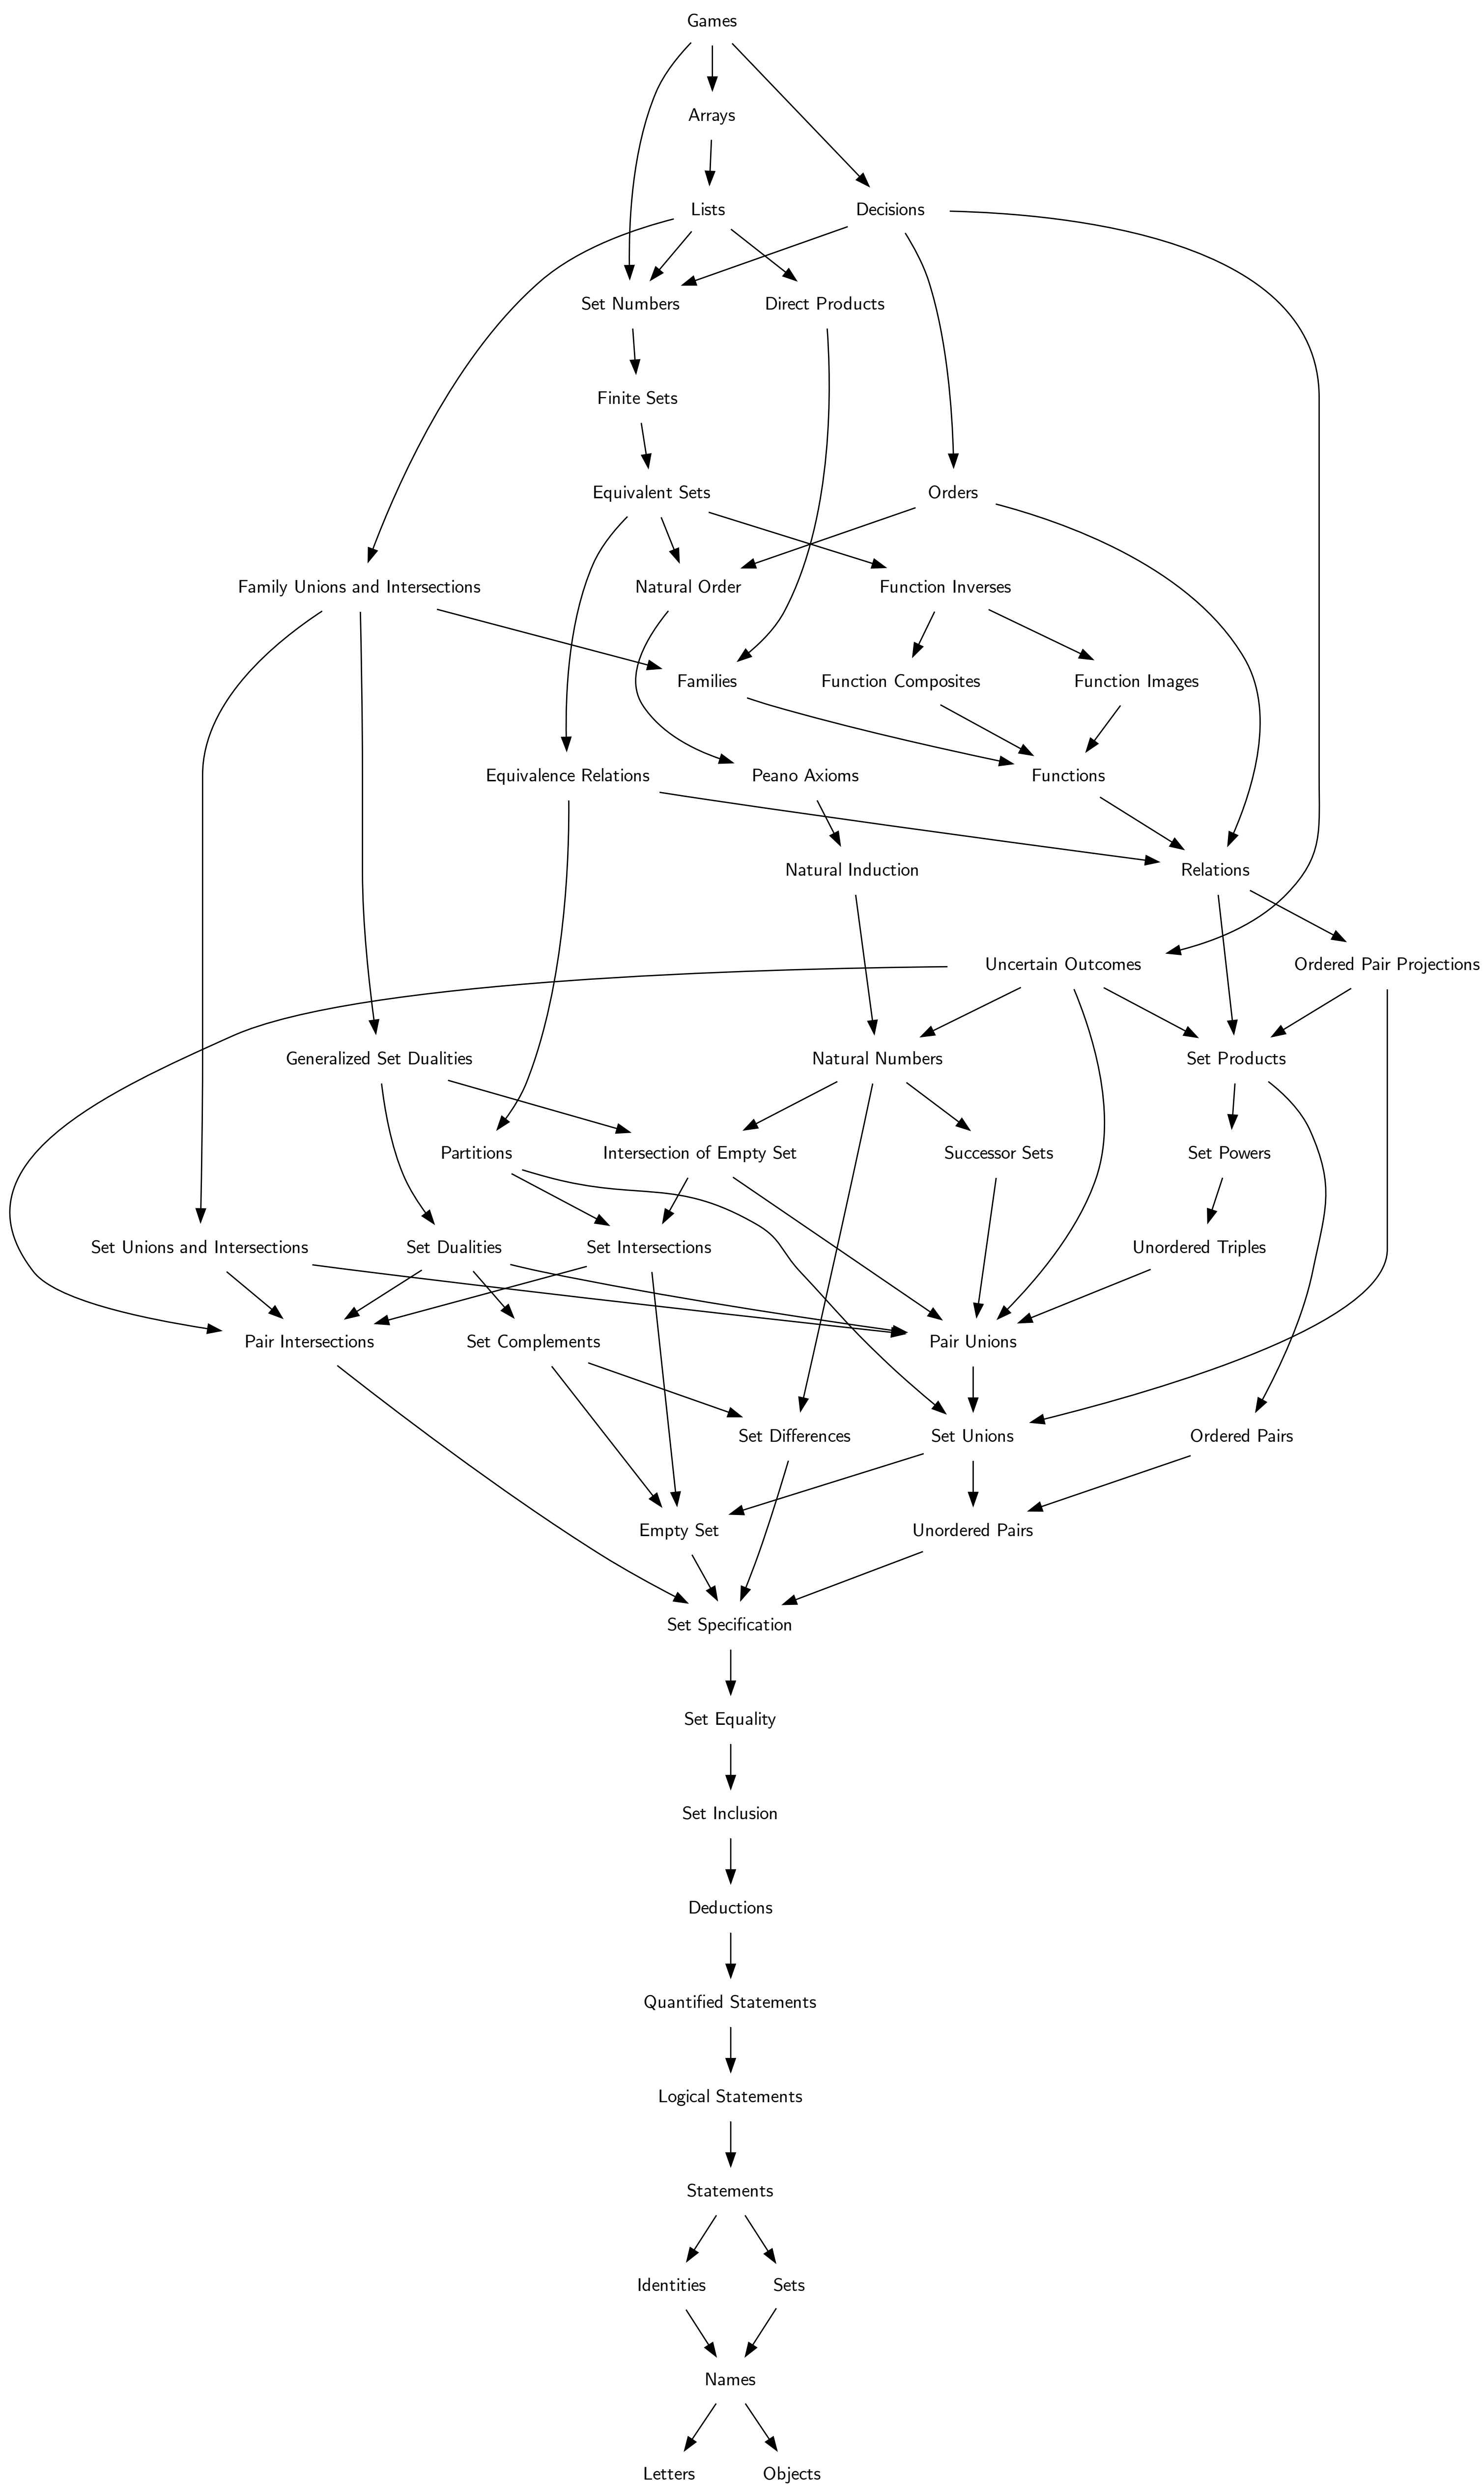 Games
Arrays
Lists
Decisions
Set Numbers
Direct Products
Finite Sets
Equivalent Sets
Orders
Family Unions and Intersections
Natural Order
Function Inverses
Families
Function Composites
Function Images
Equivalence Relations
Peano Axioms
Functions
Natural Induction
Relations
Uncertain Outcomes
Ordered Pair Projections
Generalized Set Dualities
Natural Numbers
Set Products
Partitions
Intersection of Empty Set
Successor Sets
Set Powers
Set Unions and Intersections
Set Dualities
Set Intersections
Unordered Triples
Pair Intersections
Set Complements
Pair Unions
Set Differences
Set Unions
Ordered Pairs
Empty Set
Unordered Pairs
Set Specification
Set Equality
Set Inclusion
Deductions
Quantified Statements
Logical Statements
Statements
Identities
Sets
Names
Letters
Objects